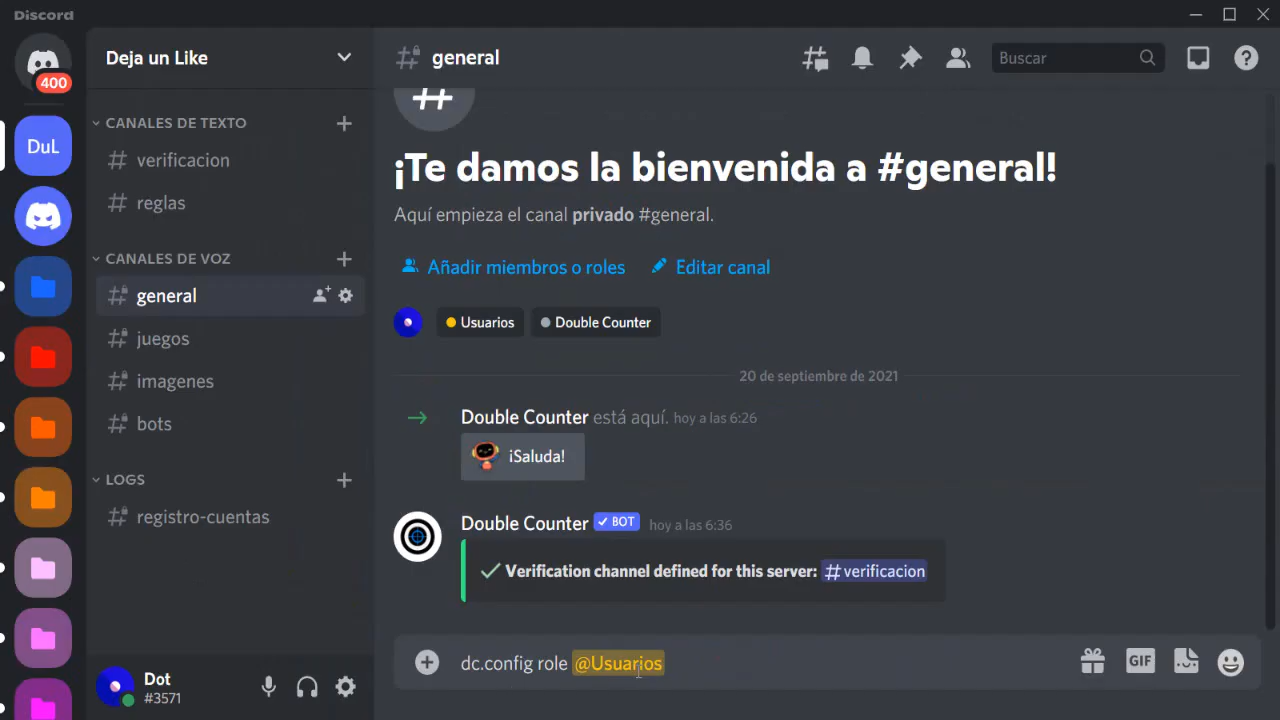 Discord
400
DuL
Deja un Like
CANALES DE TEXTO
verificacion
reglas
CANALES DE VOZ
general
juegos
imagenes
bots
LOGS
registro-cuentas
Dot
#3571
general
Buscar
¡Te damos la bienvenida a #general!
Aquí empieza el canal privado #general.
Añadir miembros o roles Editar canal
Usuarios Double Counter
20 de septiembre de 2021
Double Counter está aquí. hoy a las 6:26
¡Saluda!
Double Counter ✓ BOT hoy a las 6:36
✓ Verification channel defined for this server: #verificacion
dc.config role @Usuarios
GIF